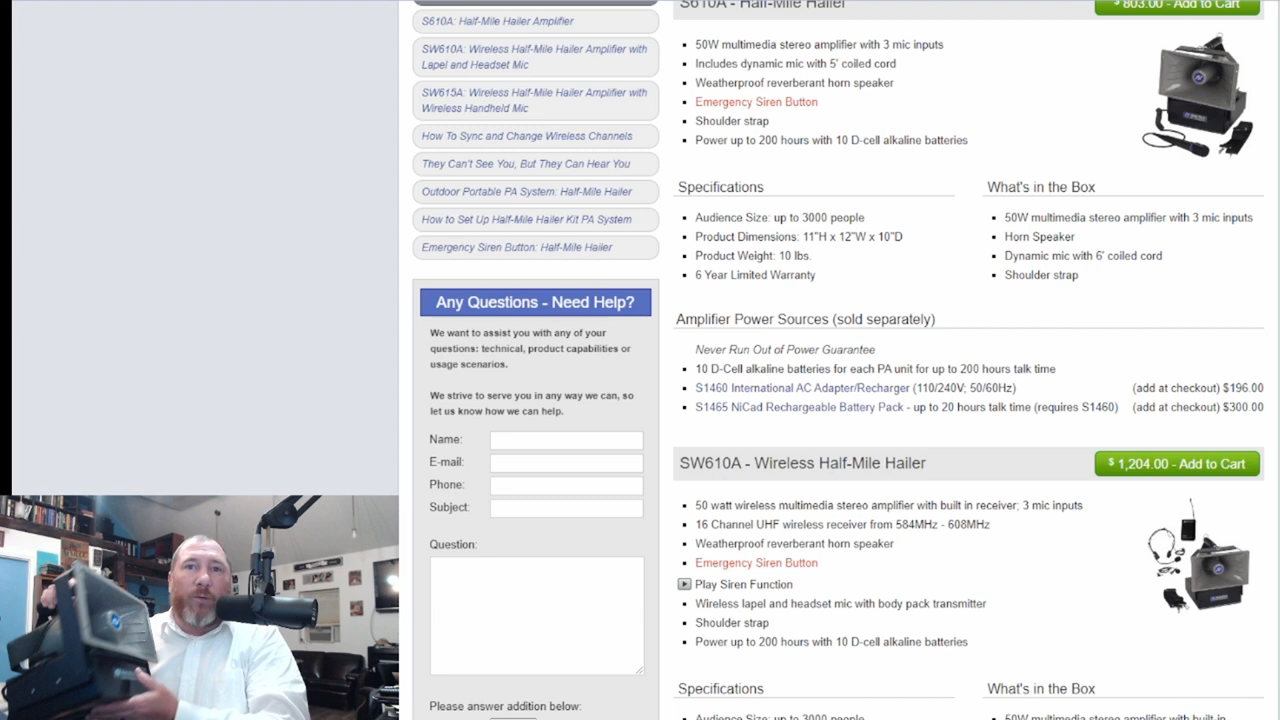 S610A: Half-Mile Hailer Amplifier
SW610A: Wireless Half-Mile Hailer Amplifier with
Lapel and Headset Mic
SW615A: Wireless Half-Mile Hailer Amplifier with
Wireless Handheld Mic
How To Sync and Change Wireless Channels
They Can't See You, But They Can Hear You
Outdoor Portable PA System: Half-Mile Hailer
How to Set Up Half-Mile Hailer Kit PA System
Emergency Siren Button: Half-Mile Hailer
Any Questions - Need Help?
We want to assist you with any of your
questions: technical, product capabilities or
usage scenarios.
We strive to serve you in any way we can, so
let us know how we can help.
Name:
E-mail:
Phone:
Subject:
Question:
Please answer addition below:
S610A - Half-Mile Hailer
$ 803.00 - Add to Cart
50W multimedia stereo amplifier with 3 mic inputs
Includes dynamic mic with 5' coiled cord
Weatherproof reverberant horn speaker
Emergency Siren Button
Shoulder strap
Power up to 200 hours with 10 D-cell alkaline batteries
Specifications
Audience Size: up to 3000 people
Product Dimensions: 11"H x 12"W x 10"D
Product Weight: 10 lbs.
6 Year Limited Warranty
What's in the Box
50W multimedia stereo amplifier with 3 mic inputs
Horn Speaker
Dynamic mic with 6' coiled cord
Shoulder strap
Amplifier Power Sources (sold separately)
Never Run Out of Power Guarantee
10 D-Cell alkaline batteries for each PA unit for up to 200 hours talk time
S1460 International AC Adapter/Recharger (110/240V; 50/60Hz) (add at checkout) $196.00
S1465 NiCad Rechargeable Battery Pack - up to 20 hours talk time (requires S1460) (add at checkout) $300.00
SW610A - Wireless Half-Mile Hailer
$ 1,204.00 - Add to Cart
50 watt wireless multimedia stereo amplifier with built in receiver; 3 mic inputs
16 Channel UHF wireless receiver from 584MHz - 608MHz
Weatherproof reverberant horn speaker
Emergency Siren Button
Play Siren Function
Wireless lapel and headset mic with body pack transmitter
Shoulder strap
Power up to 200 hours with 10 D-cell alkaline batteries
Specifications
Audience Size: up to 3000 people
What's in the Box
50W multimedia stereo amplifier with built-in